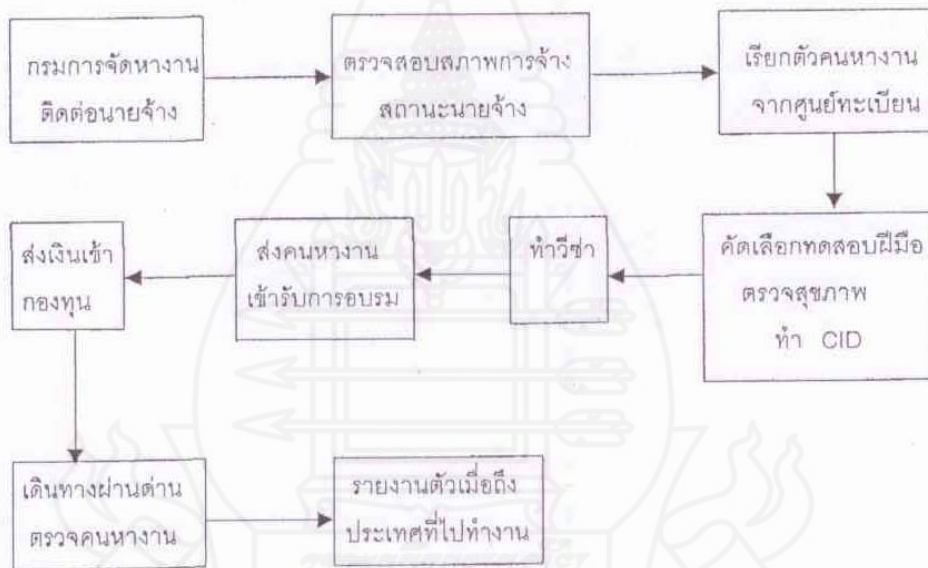 กรมการจัดหางาน
ติดต่อนายจ้าง
ตรวจสอบสภาพการจ้าง
สถานะนายจ้าง
เรียกตัวคนหางาน
จากศูนย์ทะเบียน
คัดเลือกทดสอบฝีมือ
ตรวจสุขภาพ
ทำ CID
ทำวีซ่า
ส่งคนหางาน
เข้ารับการอบรม
ส่งเงินเข้า
กองทุน
เดินทางผ่านด่าน
ตรวจคนหางาน
รายงานตัวเมื่อถึง
ประเทศที่ไปทำงาน